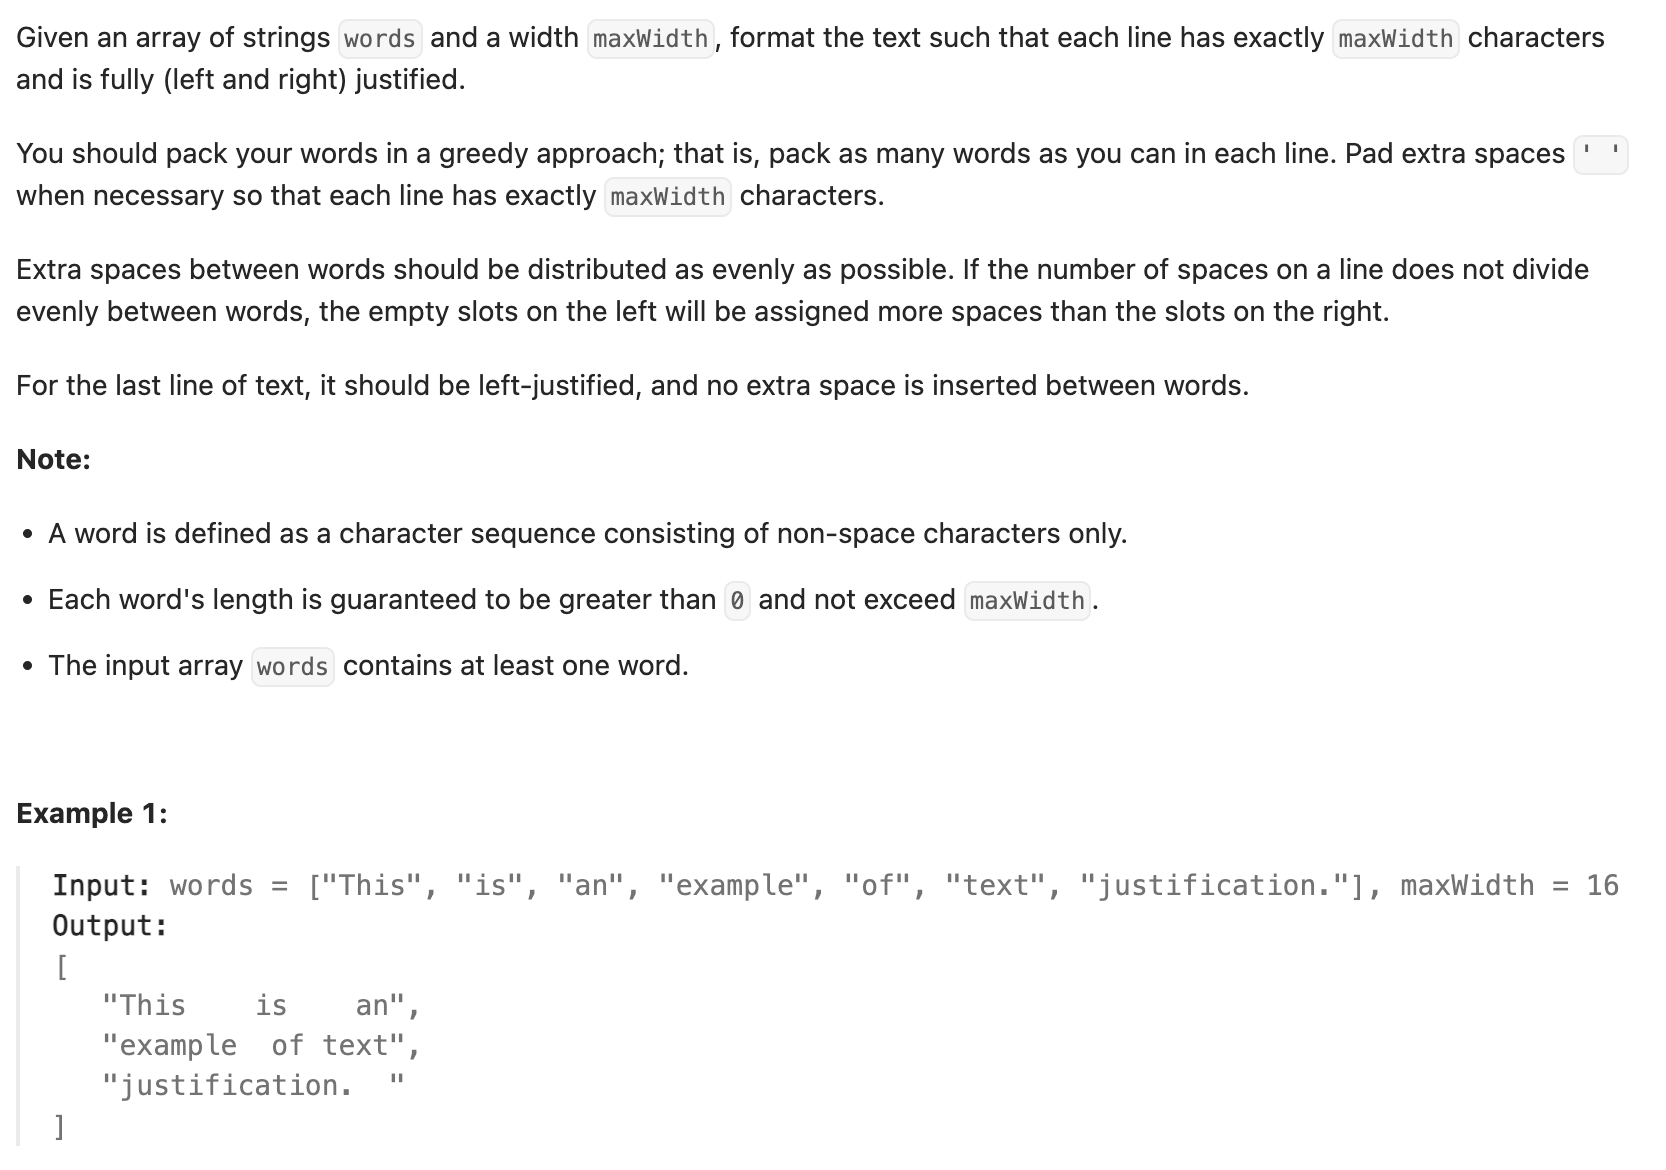 Given an array of strings words and a width maxWidth, format the text such that each line has exactly maxWidth characters
and is fully (left and right) justified.
You should pack your words in a greedy approach; that is, pack as many words as you can in each line. Pad extra spaces ' '
when necessary so that each line has exactly maxWidth characters.
Extra spaces between words should be distributed as evenly as possible. If the number of spaces on a line does not divide
evenly between words, the empty slots on the left will be assigned more spaces than the slots on the right.
For the last line of text, it should be left-justified, and no extra space is inserted between words.
Note:
• A word is defined as a character sequence consisting of non-space characters only.
• Each word's length is guaranteed to be greater than 0 and not exceed maxWidth.
• The input array words contains at least one word.
Example 1:
Input: words = ["This", "is", "an", "example", "of", "text", "justification."], maxWidth = 16
Output:
[
   "This    is    an",
   "example  of text",
   "justification.  "
]